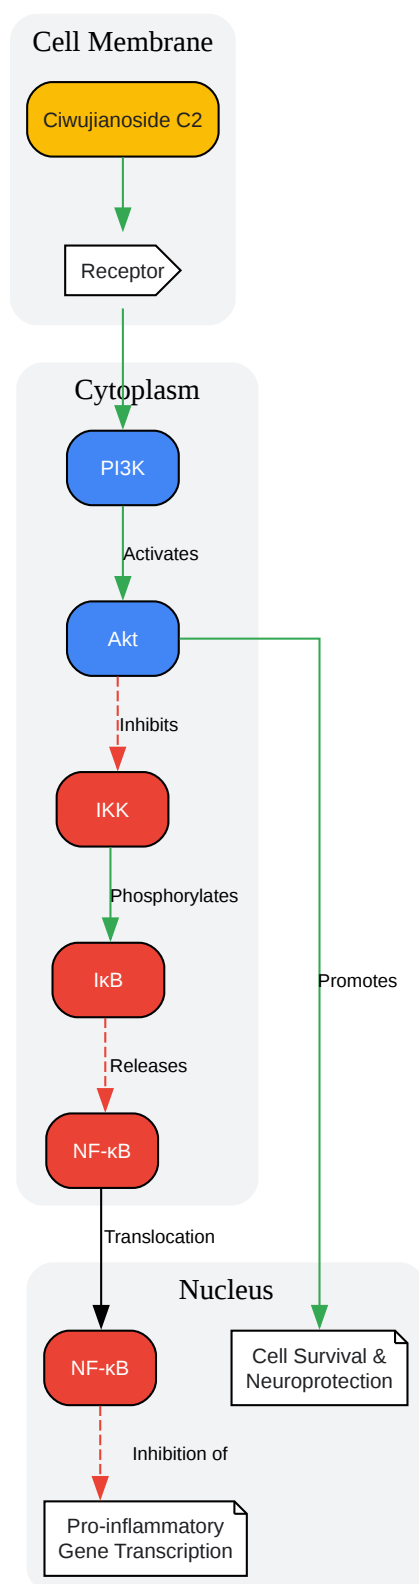 Cell Membrane
Ciwujianoside C2
Receptor
Cytoplasm
PI3K
Activates
Akt
Inhibits
IKK
Phosphorylates
IκB
Promotes
Releases
NF-κB
Translocation
Nucleus
NF-κB
Cell Survival &
Neuroprotection
Inhibition of
Pro-inflammatory
Gene Transcription